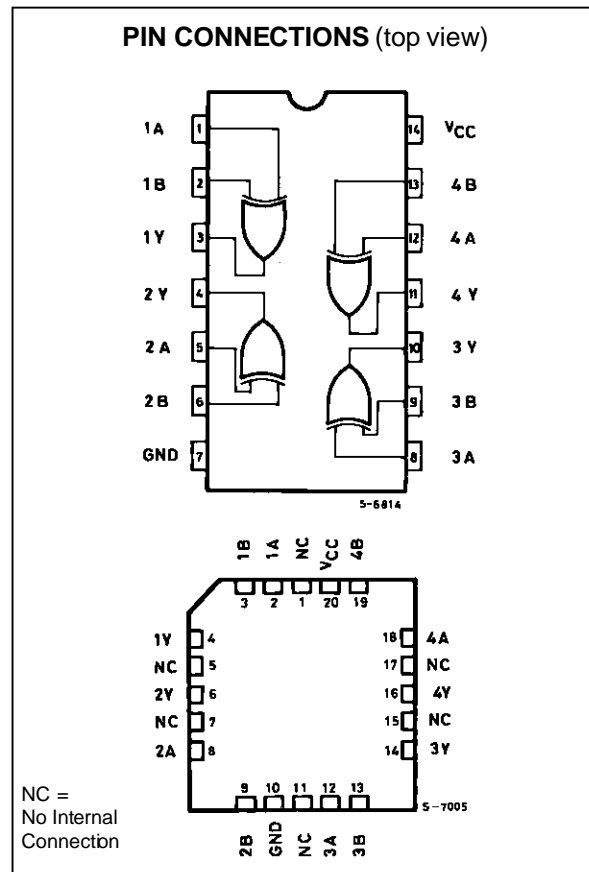 PIN CONNECTIONS (top view)
1A 1 14 VCC
1B 2 13 4B
1Y 3 12 4A
2Y 4 11 4Y
2A 5 10 3Y
2B 6 9 3B
GND 7 8 3A
S-6814
1B 1A NC VCC 4B
3 2 1 20 19
1Y 4 18 4A
NC 5 17 NC
2Y 6 16 4Y
NC 7 15 NC
2A 8 14 3Y
9 10 11 12 13
S-7005
2B GND NC 3A 3B
NC =
No Internal
Connection